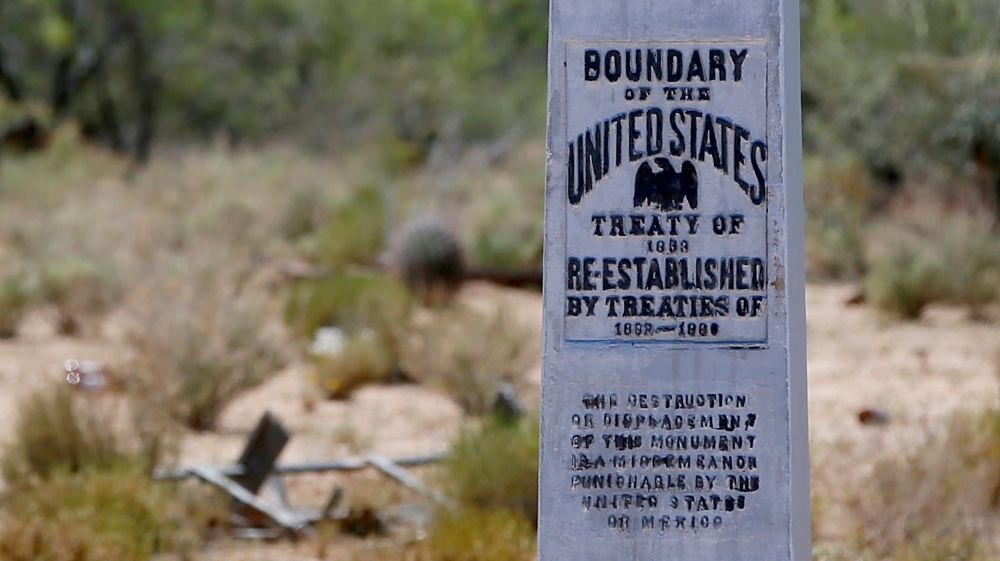 BOUNDARY
OF THE
UNITED STATES
TREATY OF
1853
RE-ESTABLISHED
BY TREATIES OF
THE DESTRUCTION
OR DISPLACEMENT
OF THIS MONUMENT
IS A MISDEMEANOR
PUNISHABLE BY THE
UNITED STATES
OR MEXICO